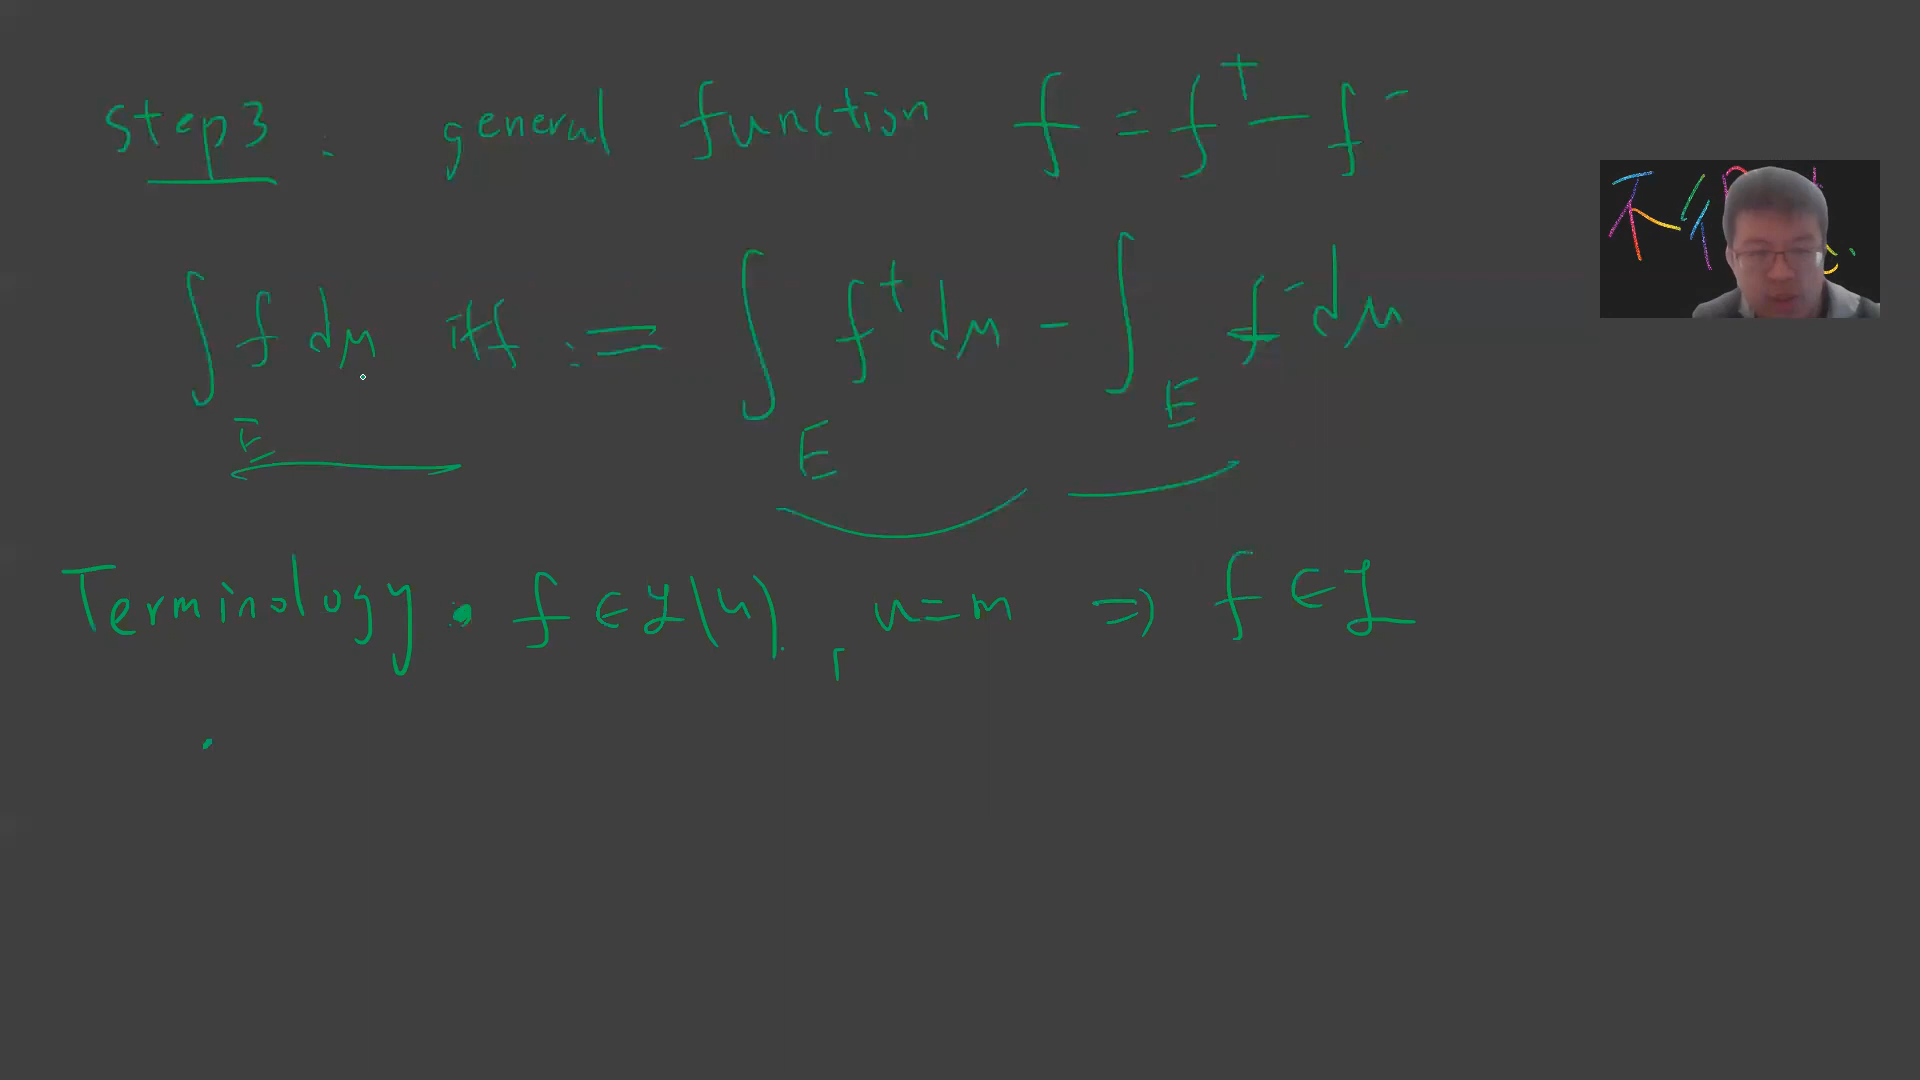 step3. general function f = f⁺ - f⁻
∫_E f dμ iff := ∫_E f⁺ dμ - ∫_E f⁻ dμ
Terminology • f ∈ ℒ(μ), μ = m ⇒ f ∈ ℒ